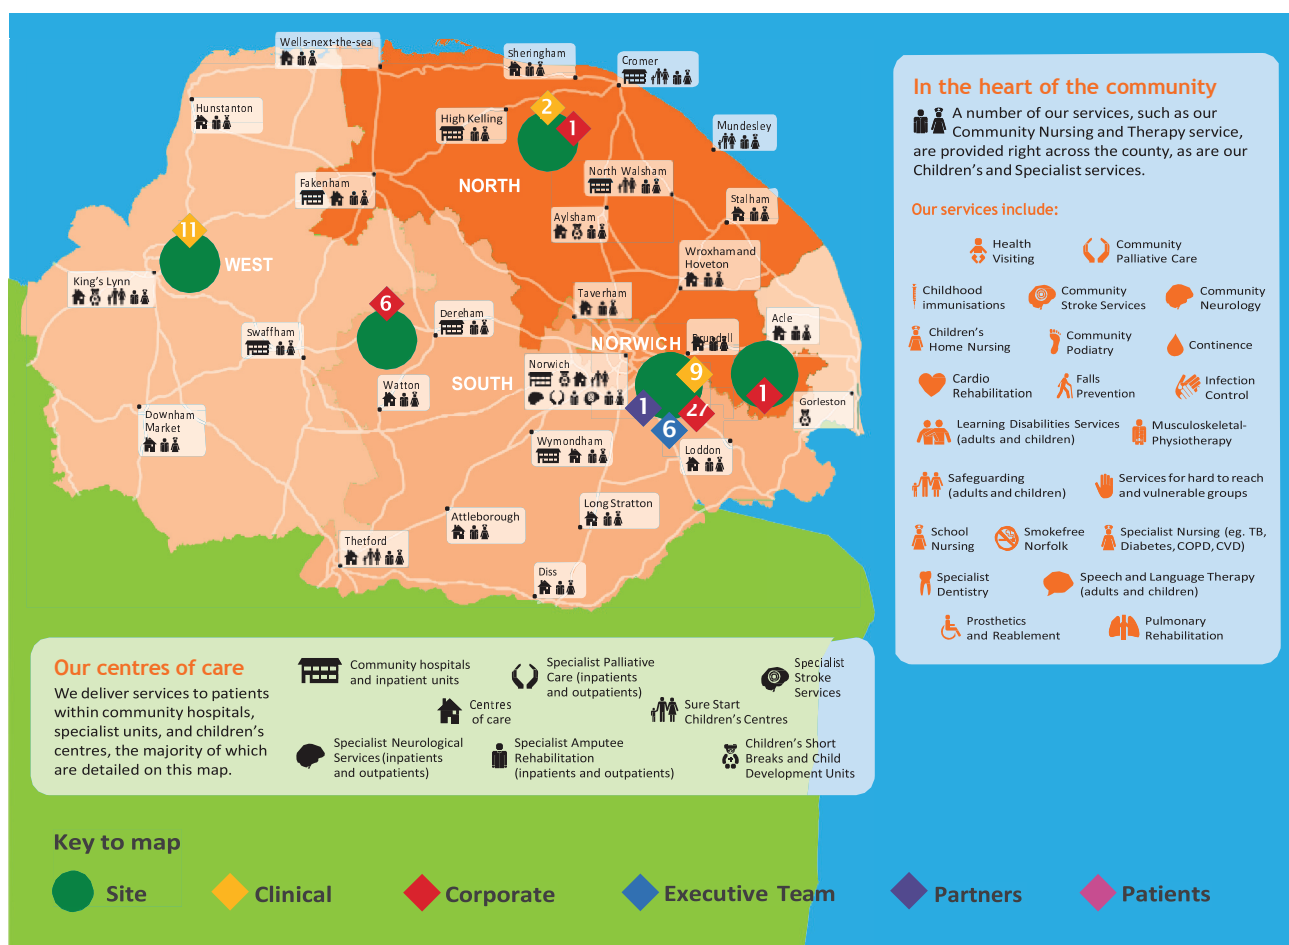 Wells-next-the-sea
Sheringham
Cromer
Hunstanton
High Kelling
2
1
Mundesley
NORTH
North Walsham
Fakenham
Stalham
Aylsham
11
WEST
Wroxham and
Hoveton
King's Lynn
6
Taverham
Dereham
Acle
Swaffham
NORWICH
Brundall
Norwich
SOUTH
Watton
9
1
27
1
6
Gorleston
Downham
Market
Wymondham
Loddon
Long Stratton
Attleborough
Thetford
Diss
In the heart of the community
A number of our services, such as our
Community Nursing and Therapy service,
are provided right across the county, as are our
Children's and Specialist services.
Our services include:
Health
Visiting
Community
Palliative Care
Childhood
immunisations
Community
Stroke Services
Community
Neurology
Children's
Home Nursing
Community
Podiatry
Continence
Cardio
Rehabilitation
Falls
Prevention
Infection
Control
Learning Disabilities Services
(adults and children)
Musculoskeletal-
Physiotherapy
Safeguarding
(adults and children)
Services for hard to reach
and vulnerable groups
School
Nursing
Smokefree
Norfolk
Specialist Nursing (eg. TB,
Diabetes, COPD, CVD)
Specialist
Dentistry
Speech and Language Therapy
(adults and children)
Prosthetics
and Reablement
Pulmonary
Rehabilitation
Our centres of care
We deliver services to patients
within community hospitals,
specialist units, and children's
centres, the majority of which
are detailed on this map.
Community hospitals
and inpatient units
Specialist Palliative
Care (inpatients
and outpatients)
Specialist
Stroke
Services
Centres
of care
Sure Start
Children's Centres
Specialist Neurological
Services (inpatients
and outpatients)
Specialist Amputee
Rehabilitation
(inpatients and outpatients)
Children's Short
Breaks and Child
Development Units
Key to map
Site
Clinical
Corporate
Executive Team
Partners
Patients